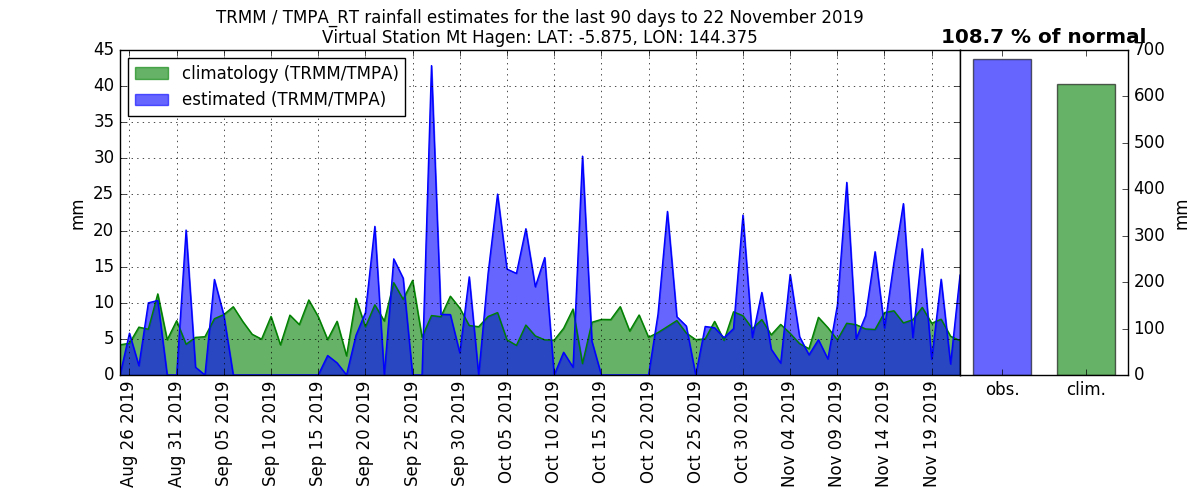 TRMM / TMPA_RT rainfall estimates for the last 90 days to 22 November 2019
Virtual Station Mt Hagen: LAT: -5.875, LON: 144.375
108.7 % of normal
climatology (TRMM/TMPA)
estimated (TRMM/TMPA)
mm
45
40
35
30
25
20
15
10
5
0
Aug 26 2019
Aug 31 2019
Sep 05 2019
Sep 10 2019
Sep 15 2019
Sep 20 2019
Sep 25 2019
Sep 30 2019
Oct 05 2019
Oct 10 2019
Oct 15 2019
Oct 20 2019
Oct 25 2019
Oct 30 2019
Nov 04 2019
Nov 09 2019
Nov 14 2019
Nov 19 2019
obs.
clim.
700
600
500
400
300
200
100
0
mm